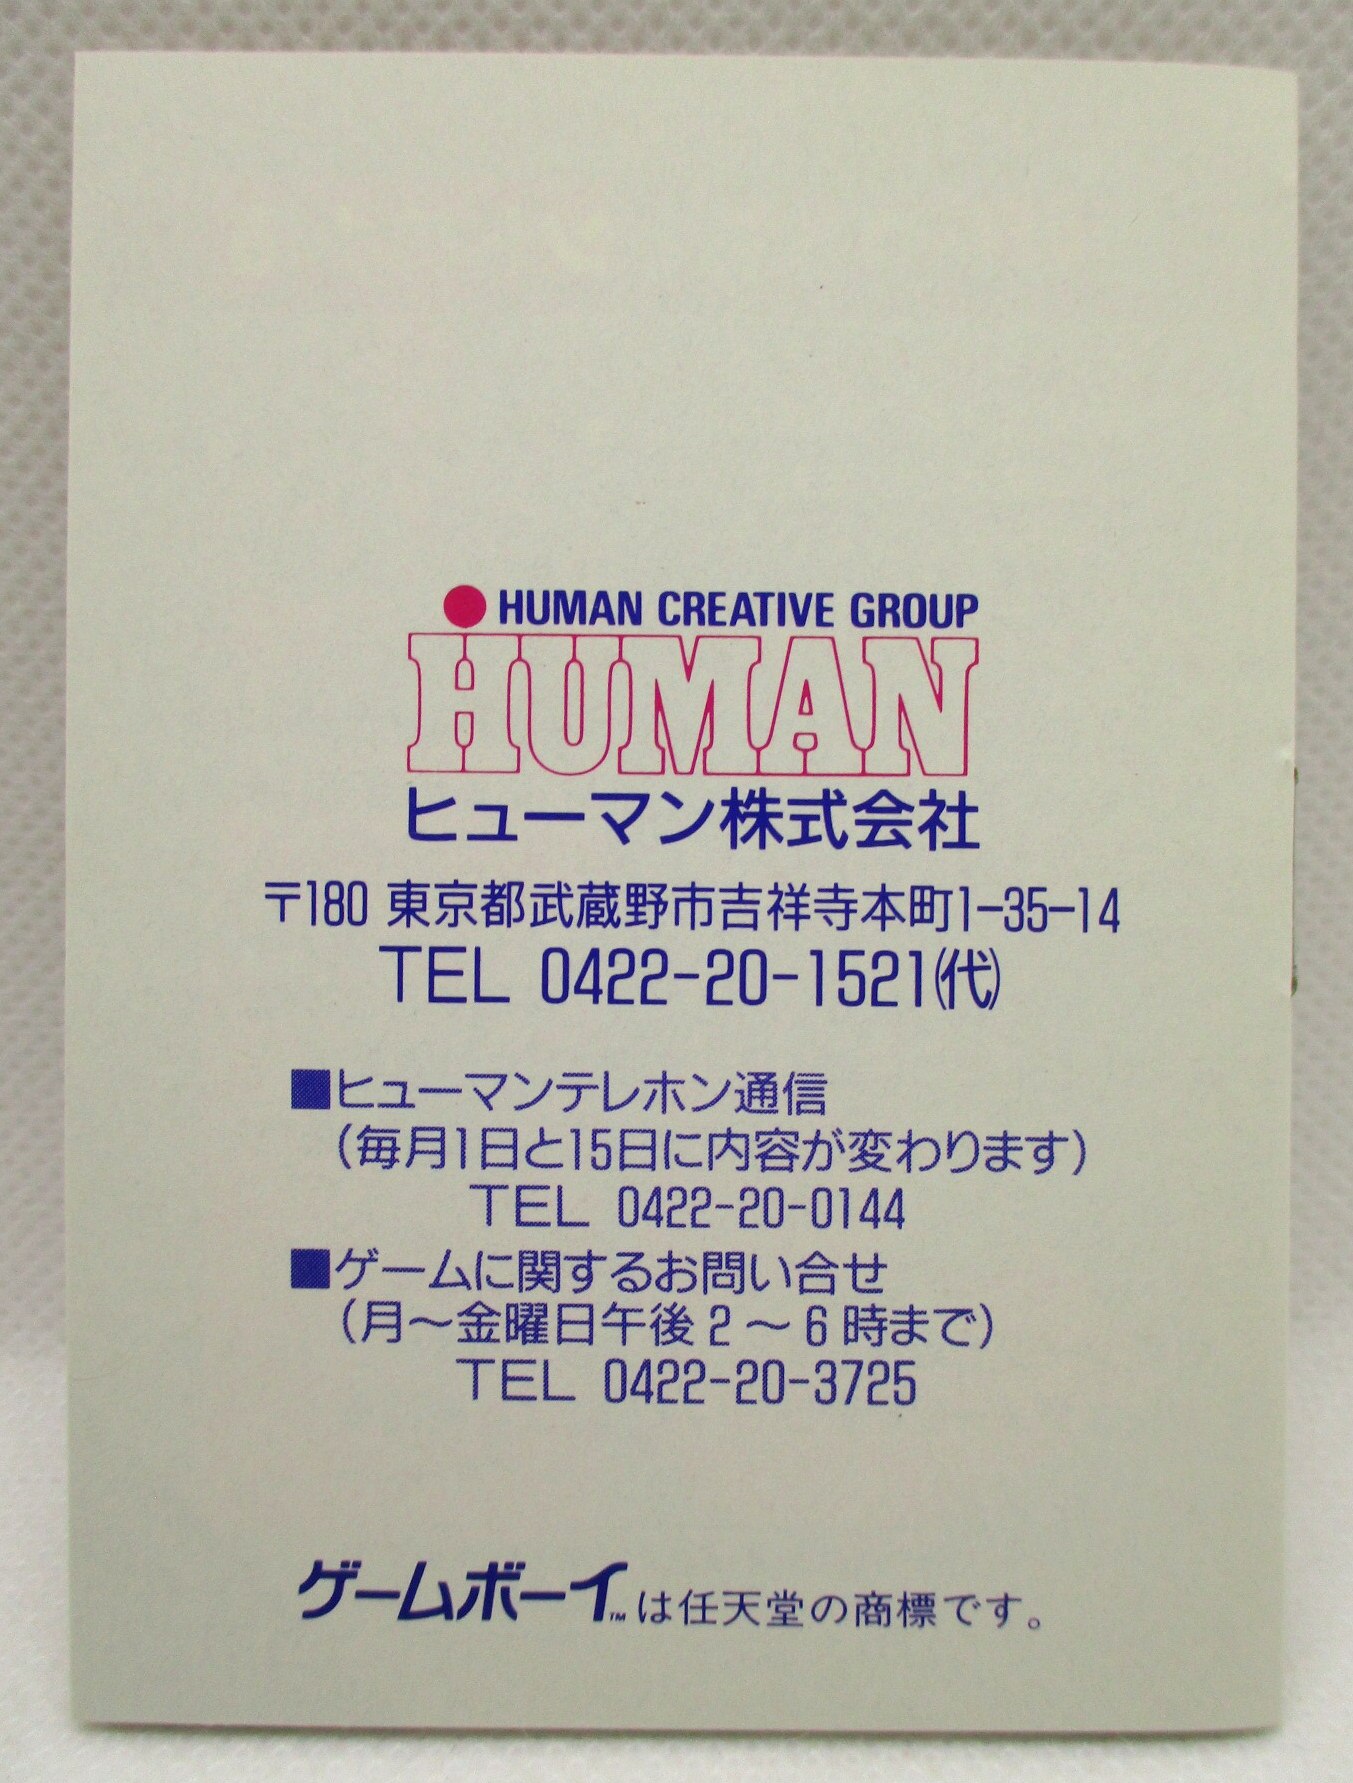 HUMAN CREATIVE GROUP
HUMAN
ヒューマン株式会社
〒180 東京都武蔵野市吉祥寺本町1-35-14
TEL 0422-20-1521(代)
■ヒューマンテレホン通信
(毎月1日と15日に内容が変わります)
TEL 0422-20-0144
■ゲームに関するお問い合せ
(月〜金曜日午後2〜6時まで)
TEL 0422-20-3725
ゲームボーイ™は任天堂の商標です。